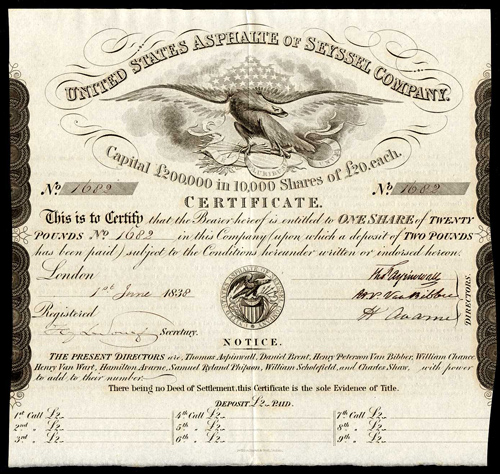 UNITED STATES ASPHALTE OF SEYSSEL COMPANY.
Capital £200,000 in 10,000 Shares of £20. each.
No 1682 No 1682
CERTIFICATE.
This is to Certify that the Bearer hereof is entitled to ONE SHARE of TWENTY
POUNDS No 1682 in this Company (upon which a deposit of TWO POUNDS
has been paid) subject to the Conditions hereunder written or indorsed hereon.
London
1st June 1838
Registered
Secretary.
Thos Aspinwall
H. P. Van Bibber
H Avarne
DIRECTORS.
NOTICE.
THE PRESENT DIRECTORS are, Thomas Aspinwall, Daniel Brent, Henry Peterson Van Bibber, William Chance,
Henry Van Wart, Hamilton Avarne, Samuel Ryland Phipson, William Scholefield, and Charles Shaw, with power
to add to their number.
There being no Deed of Settlement, this Certificate is the sole Evidence of Title.
DEPOSIT £2 PAID.
1st Call £2 4th Call £2 7th Call £2
2nd " £2 5th " £2 8th " £2
3rd " £2 6th " £2 9th " £2